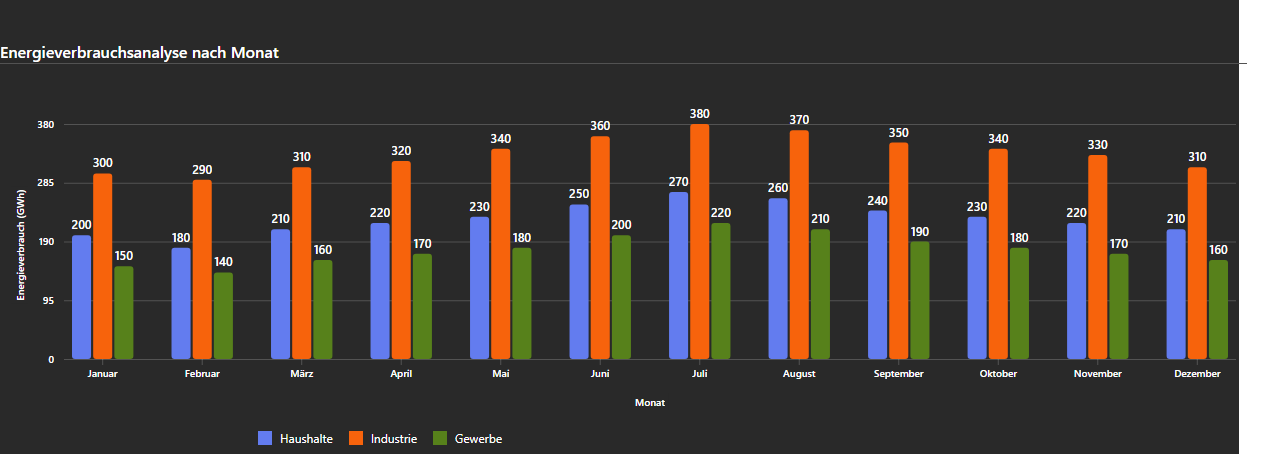 Energieverbrauchsanalyse nach Monat
380
285
190
95
0
Energieverbrauch (GWh)
200 300 150
180 290 140
210 310 160
220 320 170
230 340 180
250 360 200
270 380 220
260 370 210
240 350 190
230 340 180
220 330 170
210 310 160
Januar Februar März April Mai Juni Juli August September Oktober November Dezember
Monat
Haushalte Industrie Gewerbe